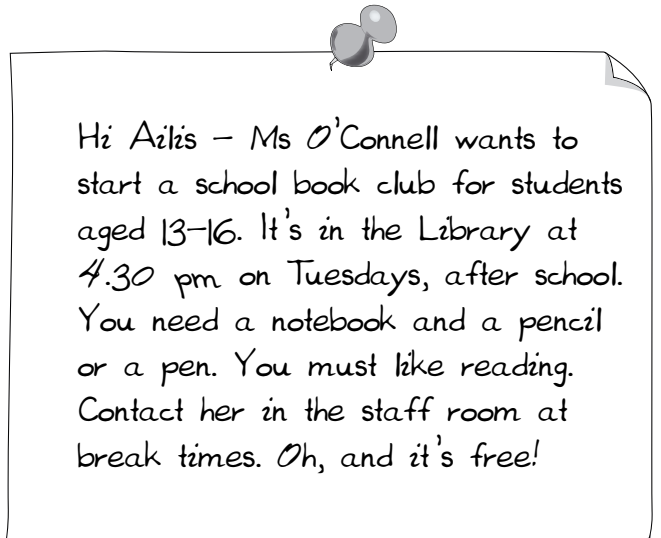 Hi Ailis – Ms O'Connell wants to
start a school book club for students
aged 13–16. It's in the Library at
4.30 pm on Tuesdays, after school.
You need a notebook and a pencil
or a pen. You must like reading.
Contact her in the staff room at
break times. Oh, and it's free!